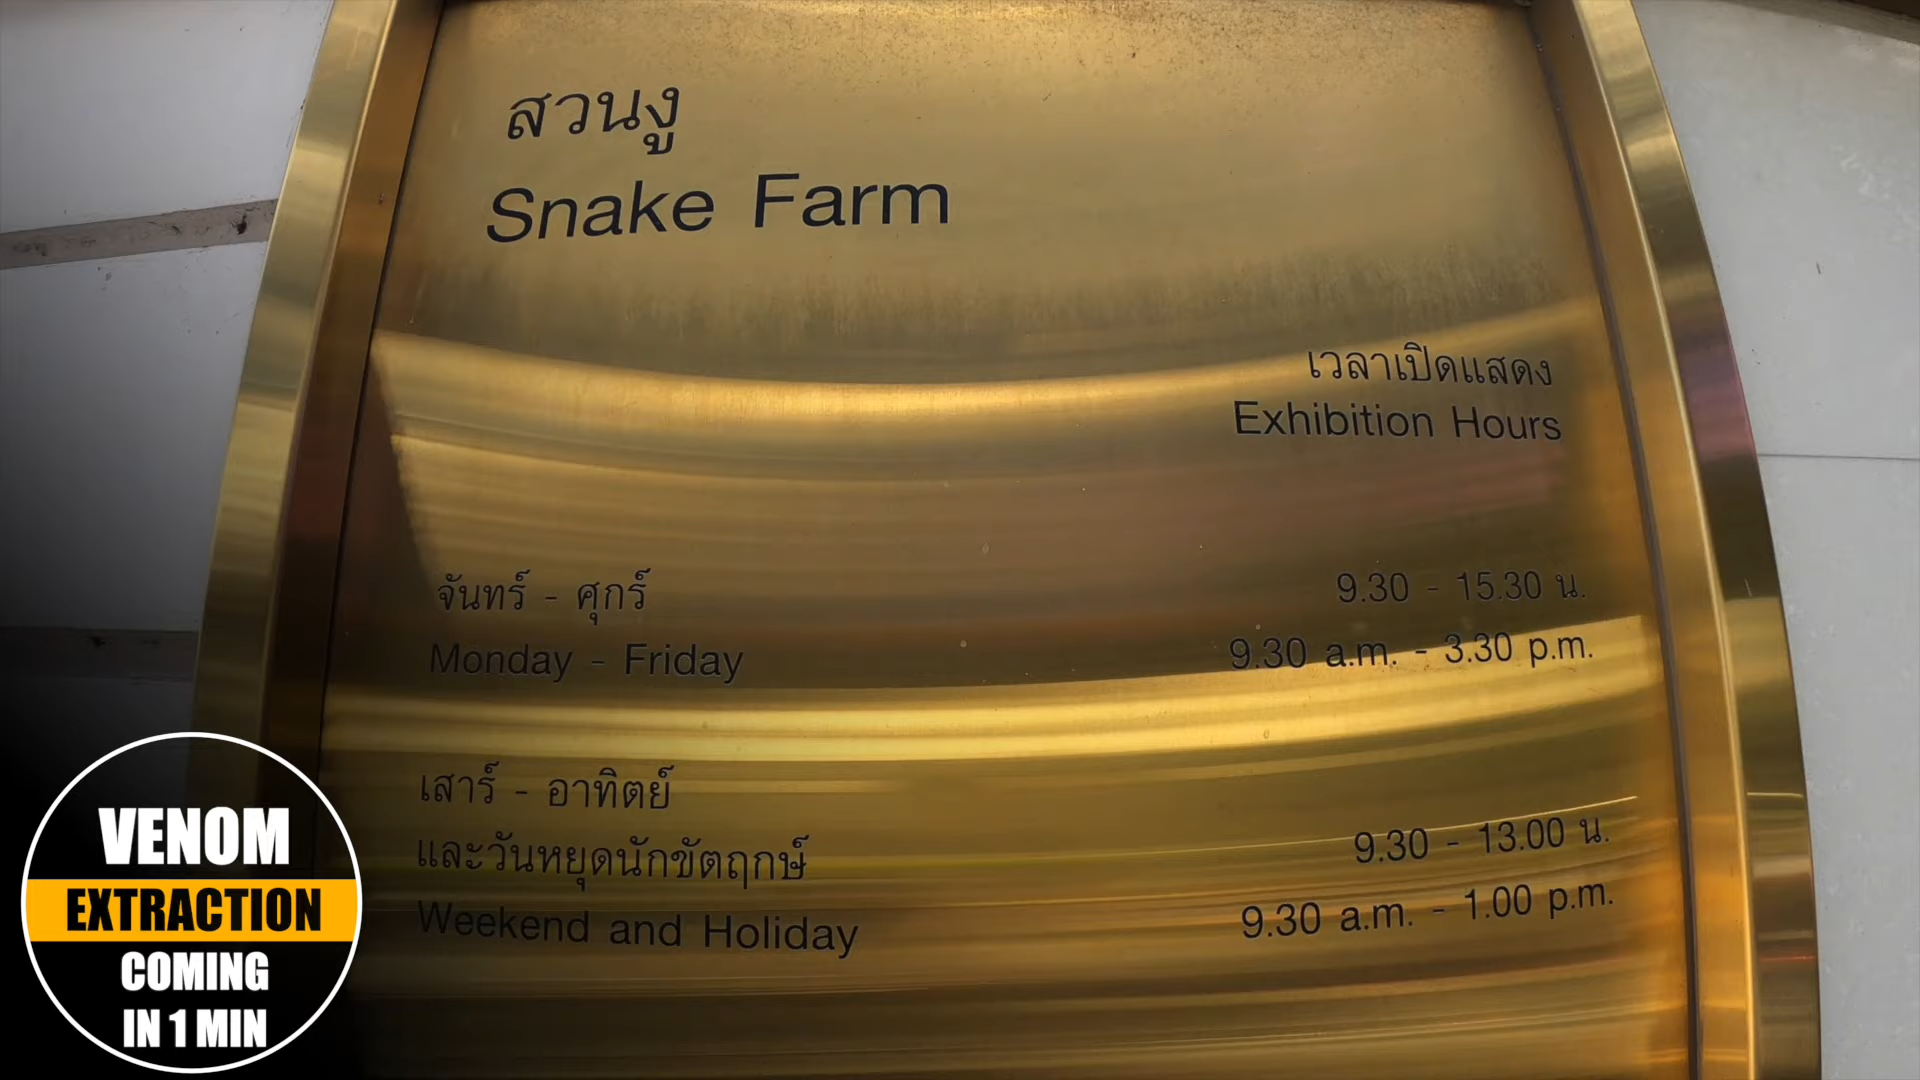 สวนงู
Snake Farm
เวลาเปิดแสดง
Exhibition Hours
จันทร์ - ศุกร์ 9.30 - 15.30 น.
Monday - Friday 9.30 a.m. - 3.30 p.m.
เสาร์ - อาทิตย์
และวันหยุดนักขัตฤกษ์ 9.30 - 13.00 น.
Weekend and Holiday 9.30 a.m. - 1.00 p.m.
VENOM
EXTRACTION
COMING
IN 1 MIN